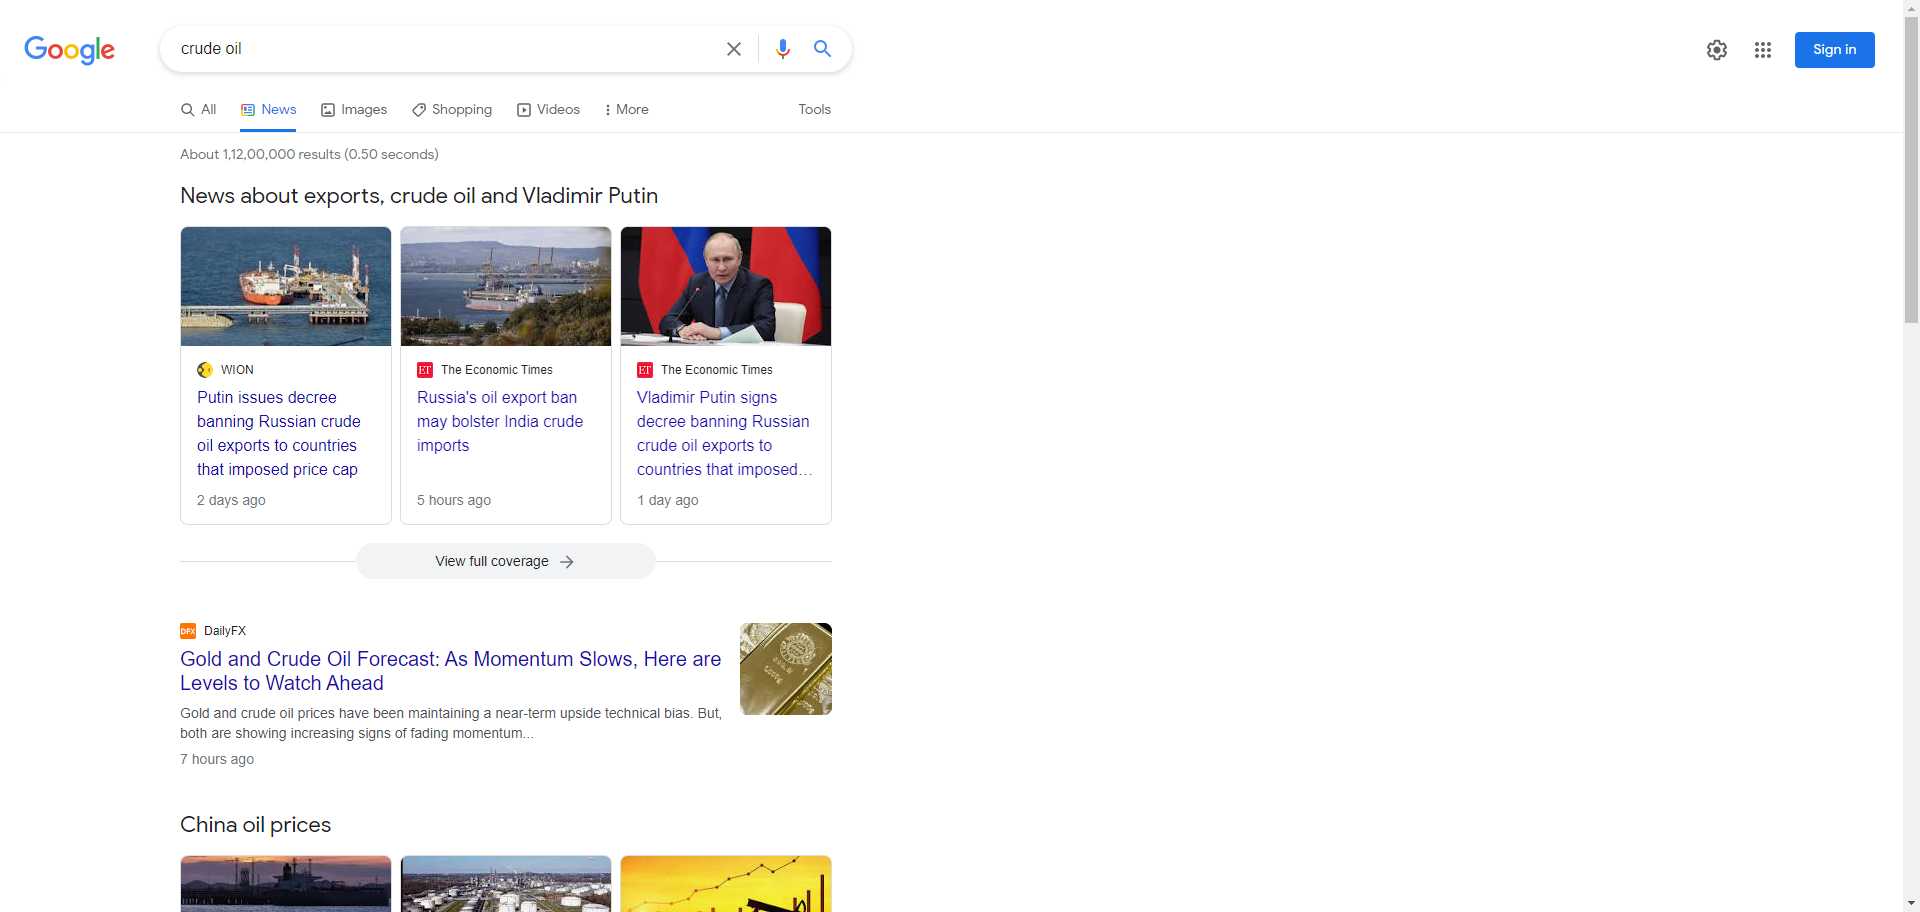 Google
crude oil
Sign in
All
News
Images
Shopping
Videos
More
Tools
About 1,12,00,000 results (0.50 seconds)
News about exports, crude oil and Vladimir Putin
WION
Putin issues decree
banning Russian crude
oil exports to countries
that imposed price cap
2 days ago
ET The Economic Times
Russia's oil export ban
may bolster India crude
imports
5 hours ago
ET The Economic Times
Vladimir Putin signs
decree banning Russian
crude oil exports to
countries that imposed...
1 day ago
View full coverage
DFX DailyFX
Gold and Crude Oil Forecast: As Momentum Slows, Here are
Levels to Watch Ahead
Gold and crude oil prices have been maintaining a near-term upside technical bias. But,
both are showing increasing signs of fading momentum...
7 hours ago
China oil prices